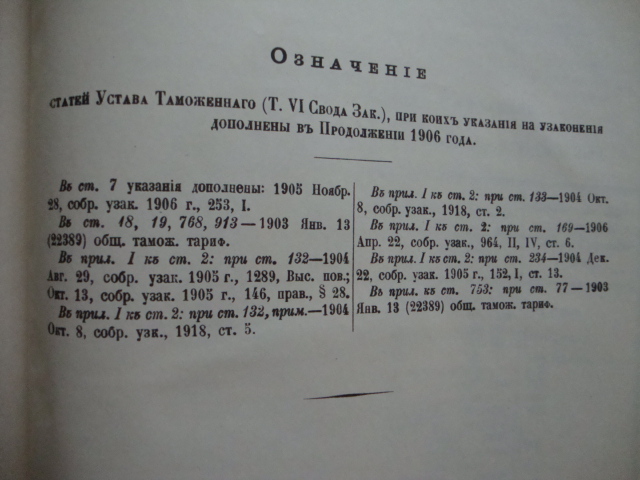 Означеніе
статей Устава Таможеннаго (Т. VI Свода Зак.), при коихъ указанія на узаконенія
дополнены въ Продолженіи 1906 года.
Въ ст. 7 указанія дополнены: 1905 Ноябр.
28, собр. узак. 1906 г., 253, I.
Въ ст. 18, 19, 768, 913—1903 Янв. 13
(22389) общ. тамож. тариф.
Въ прил. I къ ст. 2: при ст. 132—1904
Авг. 29, собр. узак. 1905 г., 1289, Выс. пов.;
Окт. 13, собр. узак. 1905 г., 146, прав., § 28.
Въ прил. I къ ст. 2: при ст. 132, прим.—1904
Окт. 8, собр. узк., 1918, ст. 5.
Въ прил. I къ ст. 2: при ст. 133—1904 Окт.
8, собр. узак., 1918, ст. 2.
Въ прил. I къ ст. 2: при ст. 169—1906
Апр. 22, собр. узак., 964, II, IV, ст. 6.
Въ прил. I къ ст. 2: при ст. 234—1904 Дек.
22, собр. узак. 1905 г., 152, I, ст. 13.
Въ прил. къ ст. 753: при ст. 77—1903
Янв. 13 (22389) общ. тамож. тариф.